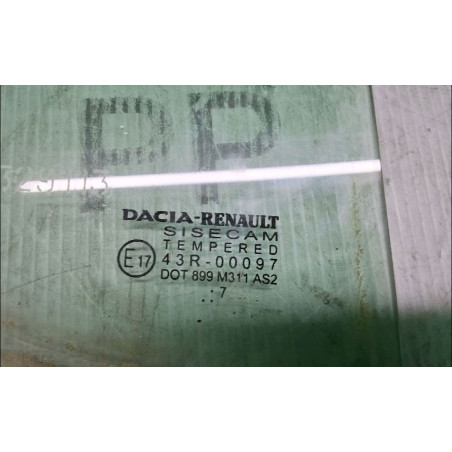 PP
DACIA-RENAULT
SISECAM
TEMPERED
E17 43R-00097
DOT 899 M311 AS2
.: 7